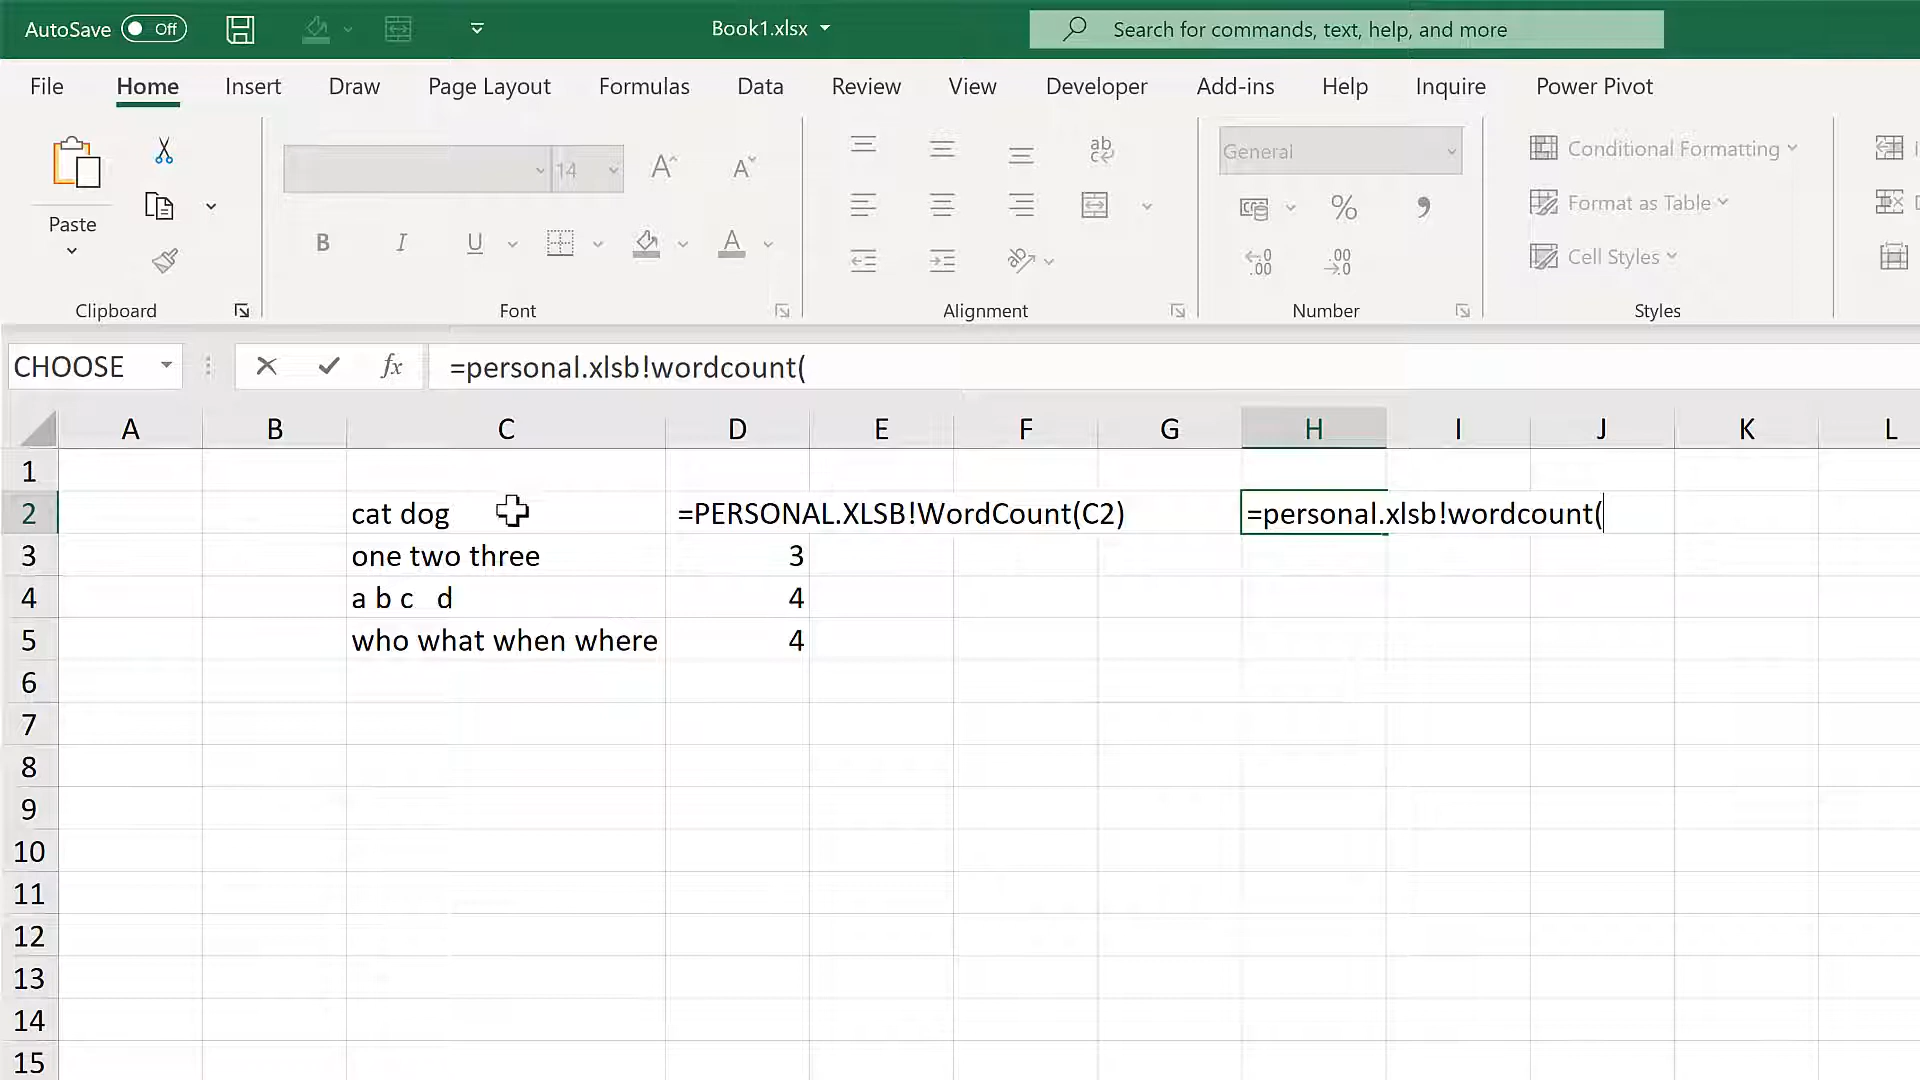 AutoSave Off Book1.xlsx Search for commands, text, help, and more
File Home Insert Draw Page Layout Formulas Data Review View Developer Add-ins Help Inquire Power Pivot
Paste
14
B I U A
ab
General
%
Conditional Formatting
Format as Table
Cell Styles
Clipboard Font Alignment Number Styles
CHOOSE fx =personal.xlsb!wordcount(
A B C D E F G H I J K L
1
2 cat dog =PERSONAL.XLSB!WordCount(C2) =personal.xlsb!wordcount(
3 one two three 3
4 a b c   d 4
5 who what when where 4
6
7
8
9
10
11
12
13
14
15